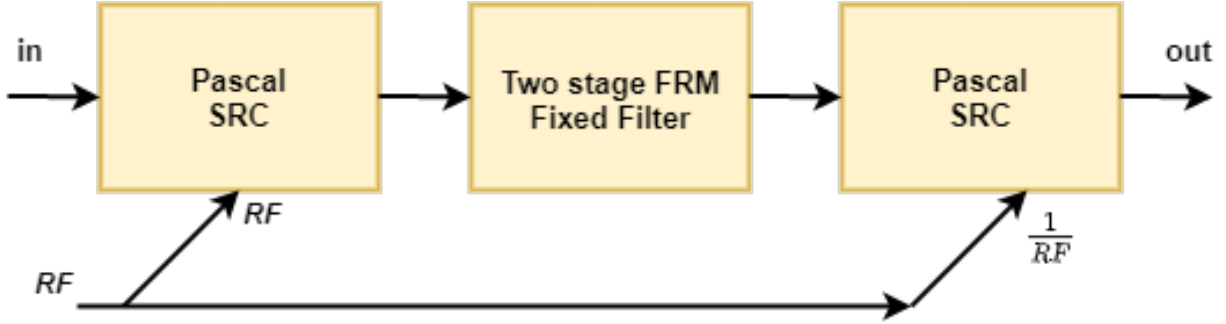 in
Pascal
SRC
Two stage FRM
Fixed Filter
Pascal
SRC
out
RF
RF
1
RF